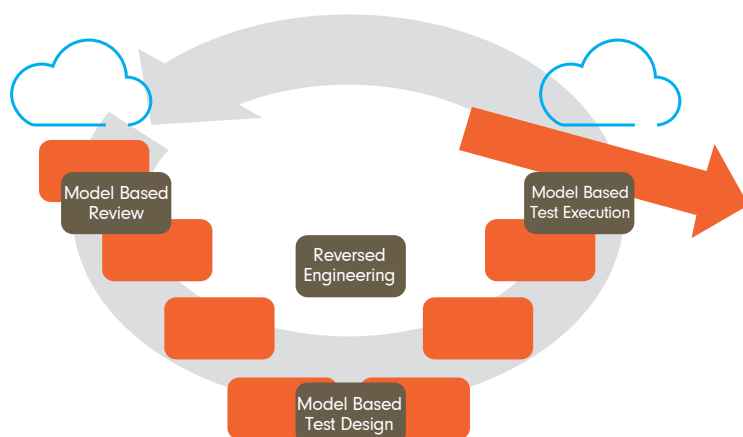 Model Based
Review
Model Based
Test Execution
Reversed
Engineering
Model Based
Test Design